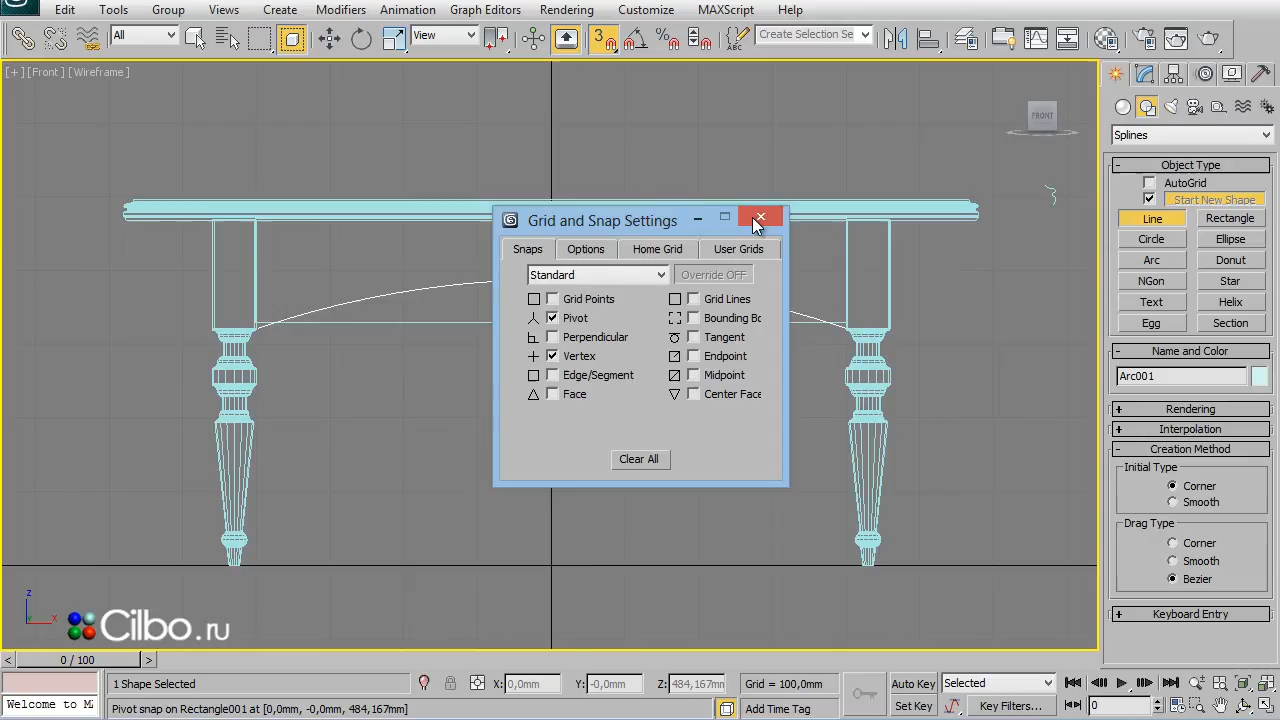 Edit Tools Group Views Create Modifiers Animation Graph Editors Rendering Customize MAXScript Help
All View 3 Create Selection Se
[+][Front][Wireframe]
FRONT
Splines
Object Type
AutoGrid
Start New Shape
Line Rectangle
Circle Ellipse
Arc Donut
NGon Star
Text Helix
Egg Section
Name and Color
Arc001
Rendering
Interpolation
Creation Method
Initial Type
Corner
Smooth
Drag Type
Corner
Smooth
Bezier
Keyboard Entry
Grid and Snap Settings
Snaps Options Home Grid User Grids
Standard Override OFF
Grid Points Grid Lines
Pivot Bounding Bo
Perpendicular Tangent
Vertex Endpoint
Edge/Segment Midpoint
Face Center Face
Clear All
z
y x
Cilbo.ru
< 0 / 100 >
1 Shape Selected X: 0,0mm Y: -0,0mm Z: 484,167mm Grid = 100,0mm Auto Key Selected
Welcome to M Pivot snap on Rectangle001 at [0,0mm, -0,0mm, 484,167mm] Add Time Tag Set Key Key Filters... 0